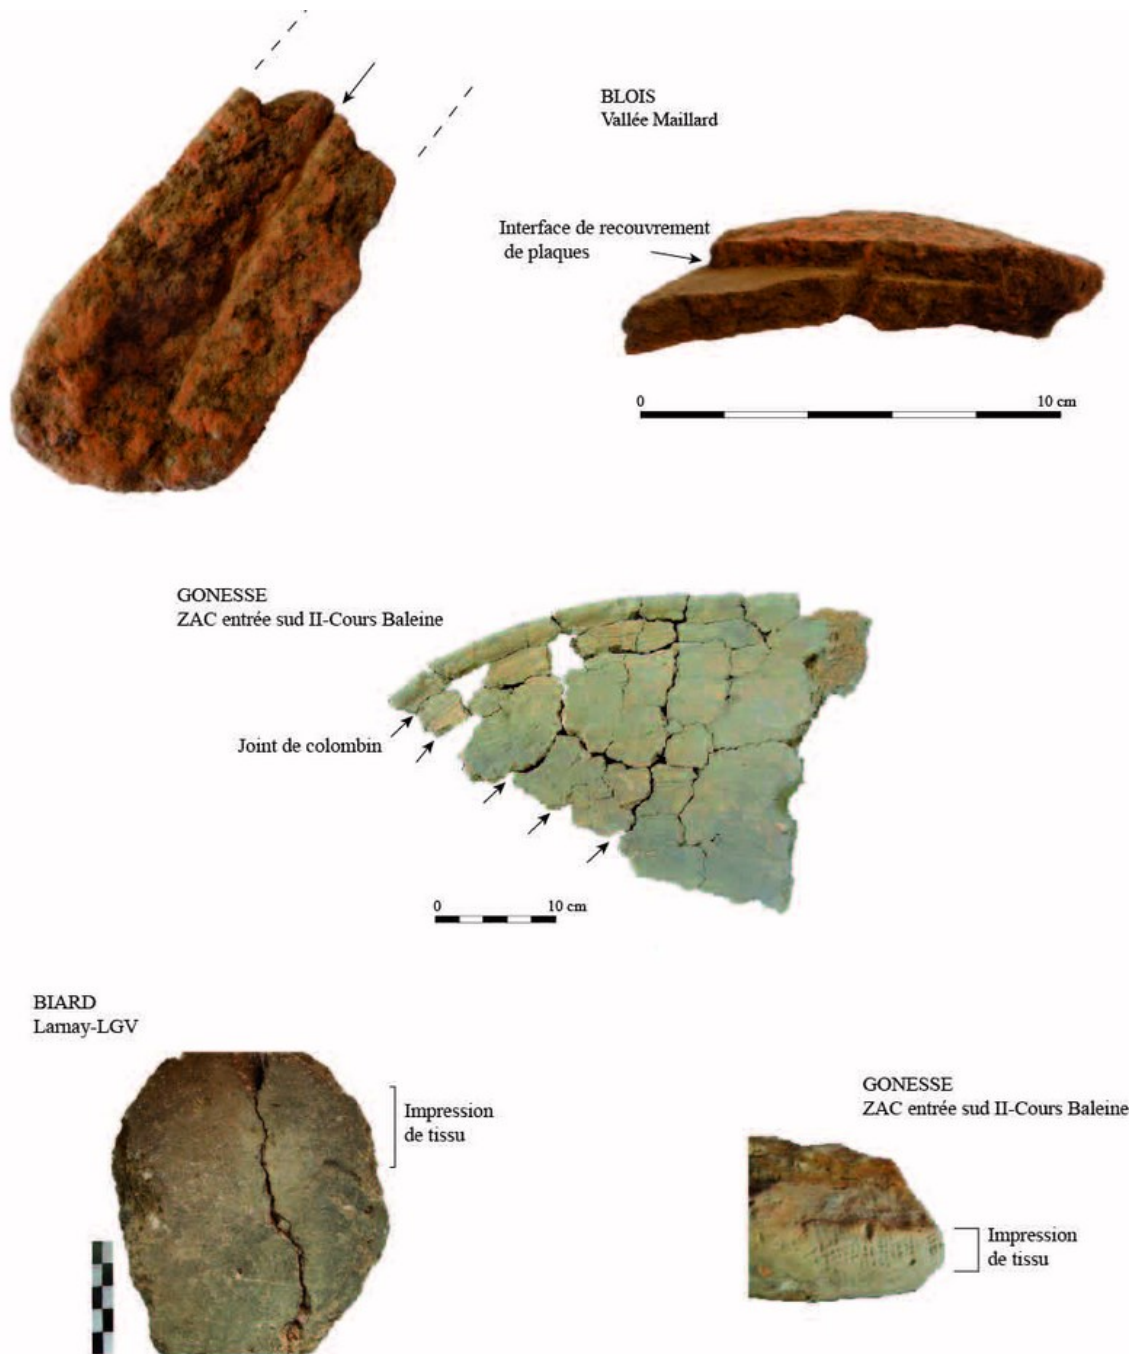 BLOIS
Vallée Maillard
Interface de recouvrement
de plaques
0 10 cm
GONESSE
ZAC entrée sud II-Cours Baleine
Joint de colombin
0 10 cm
BIARD
Larnay-LGV
Impression
de tissu
GONESSE
ZAC entrée sud II-Cours Baleine
Impression
de tissu